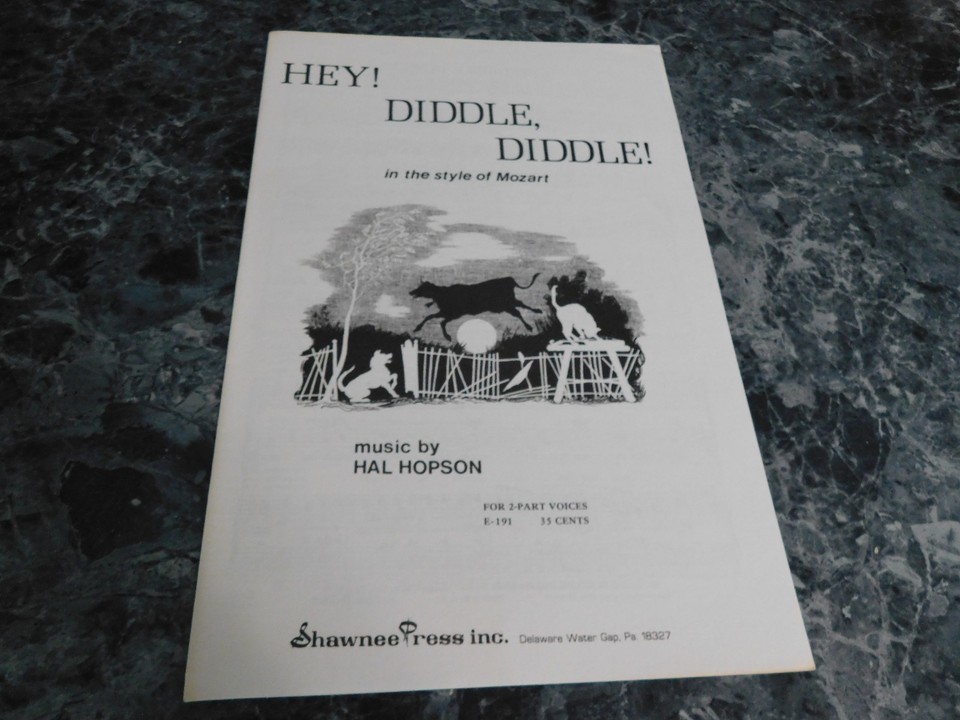 HEY!
DIDDLE,
DIDDLE!
in the style of Mozart
music by
HAL HOPSON
FOR 2-PART VOICES
E-191 35 CENTS
Shawnee Press inc. Delaware Water Gap, Pa. 18327